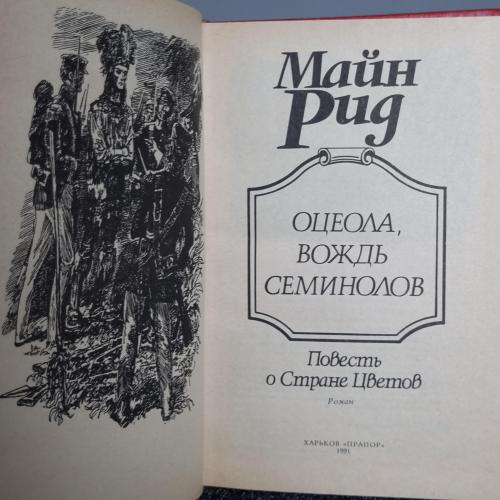 Майн
Рид
ОЦЕОЛА,
ВОЖДЬ
СЕМИНОЛОВ
Повесть
о Стране Цветов
Роман
ХАРЬКОВ «ПРАПОР»
1991